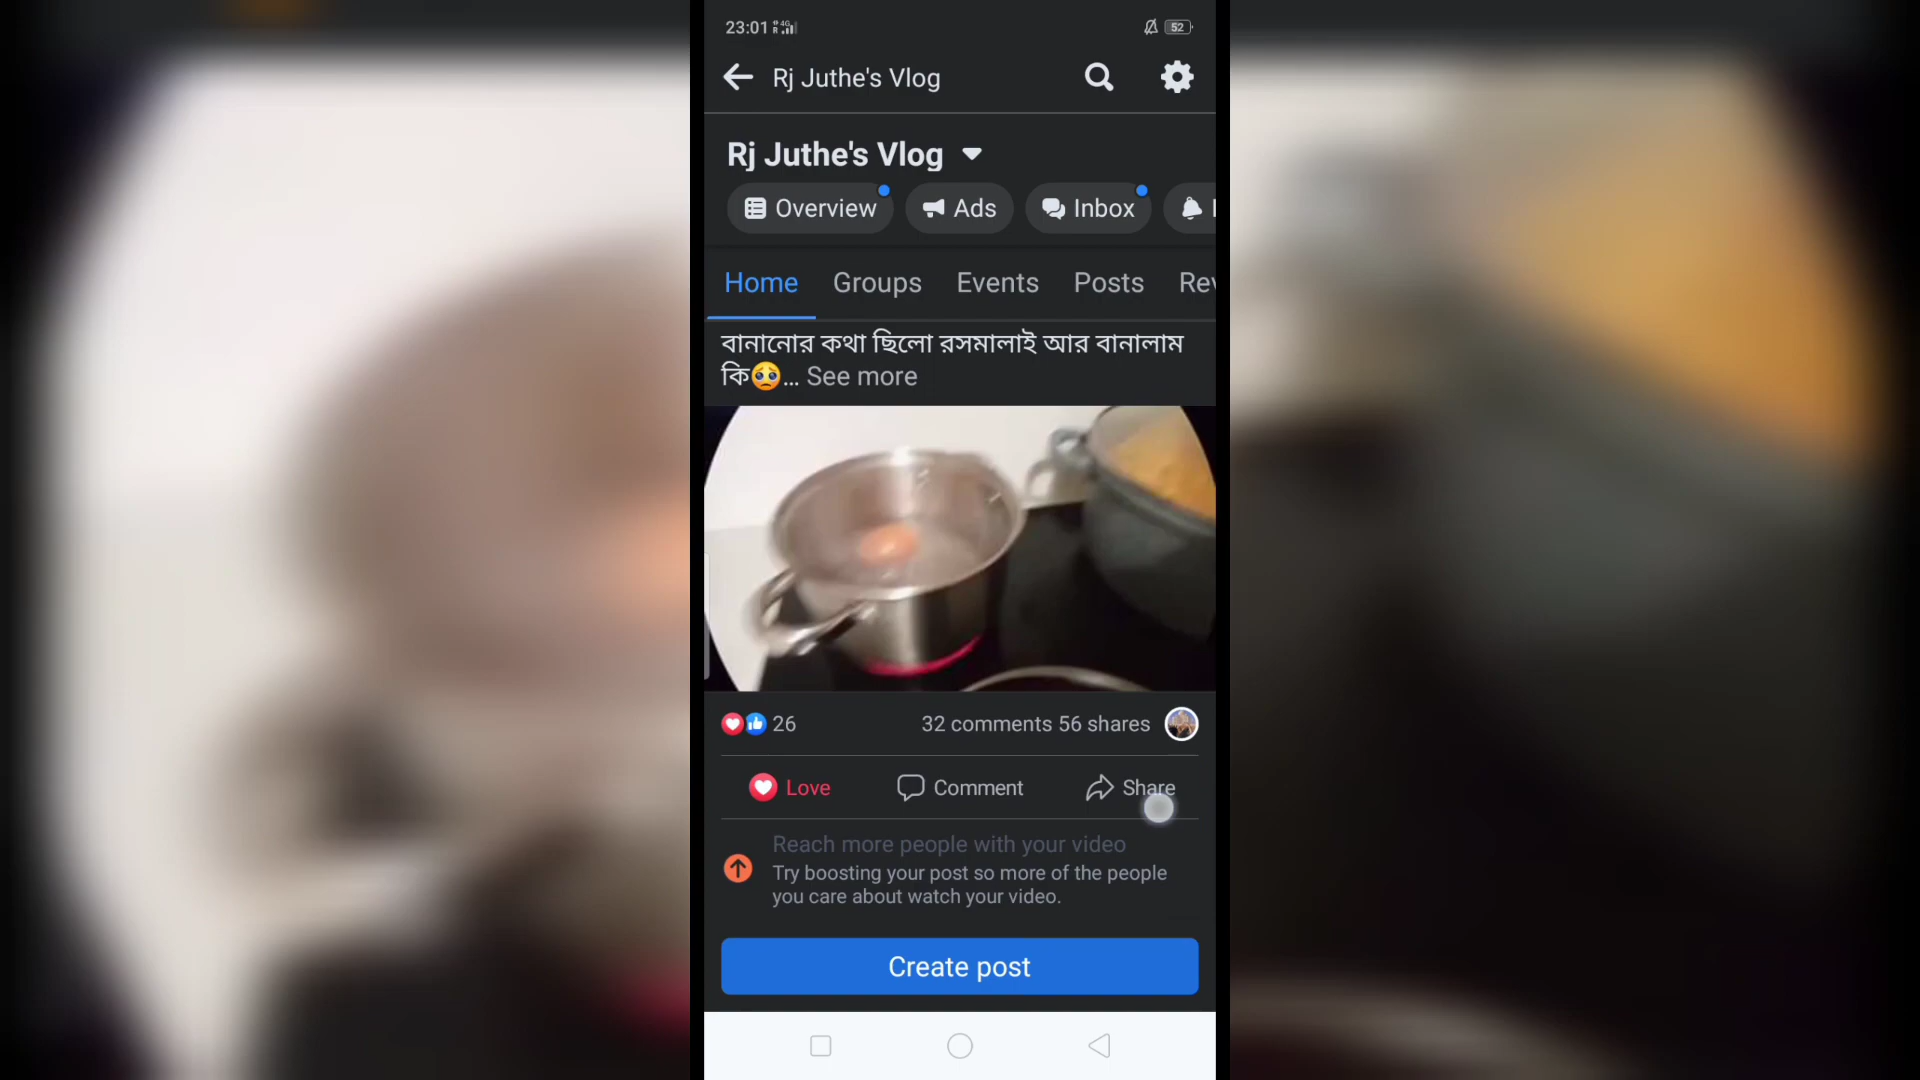 23:01 4G R 52
Rj Juthe's Vlog
Rj Juthe's Vlog
Overview Ads Inbox
Home Groups Events Posts Rev
বানানোর কথা ছিলো রসমালাই আর বানালাম
কি🥺... See more
26 32 comments 56 shares
Love Comment Share
Reach more people with your video
Try boosting your post so more of the people
you care about watch your video.
Create post